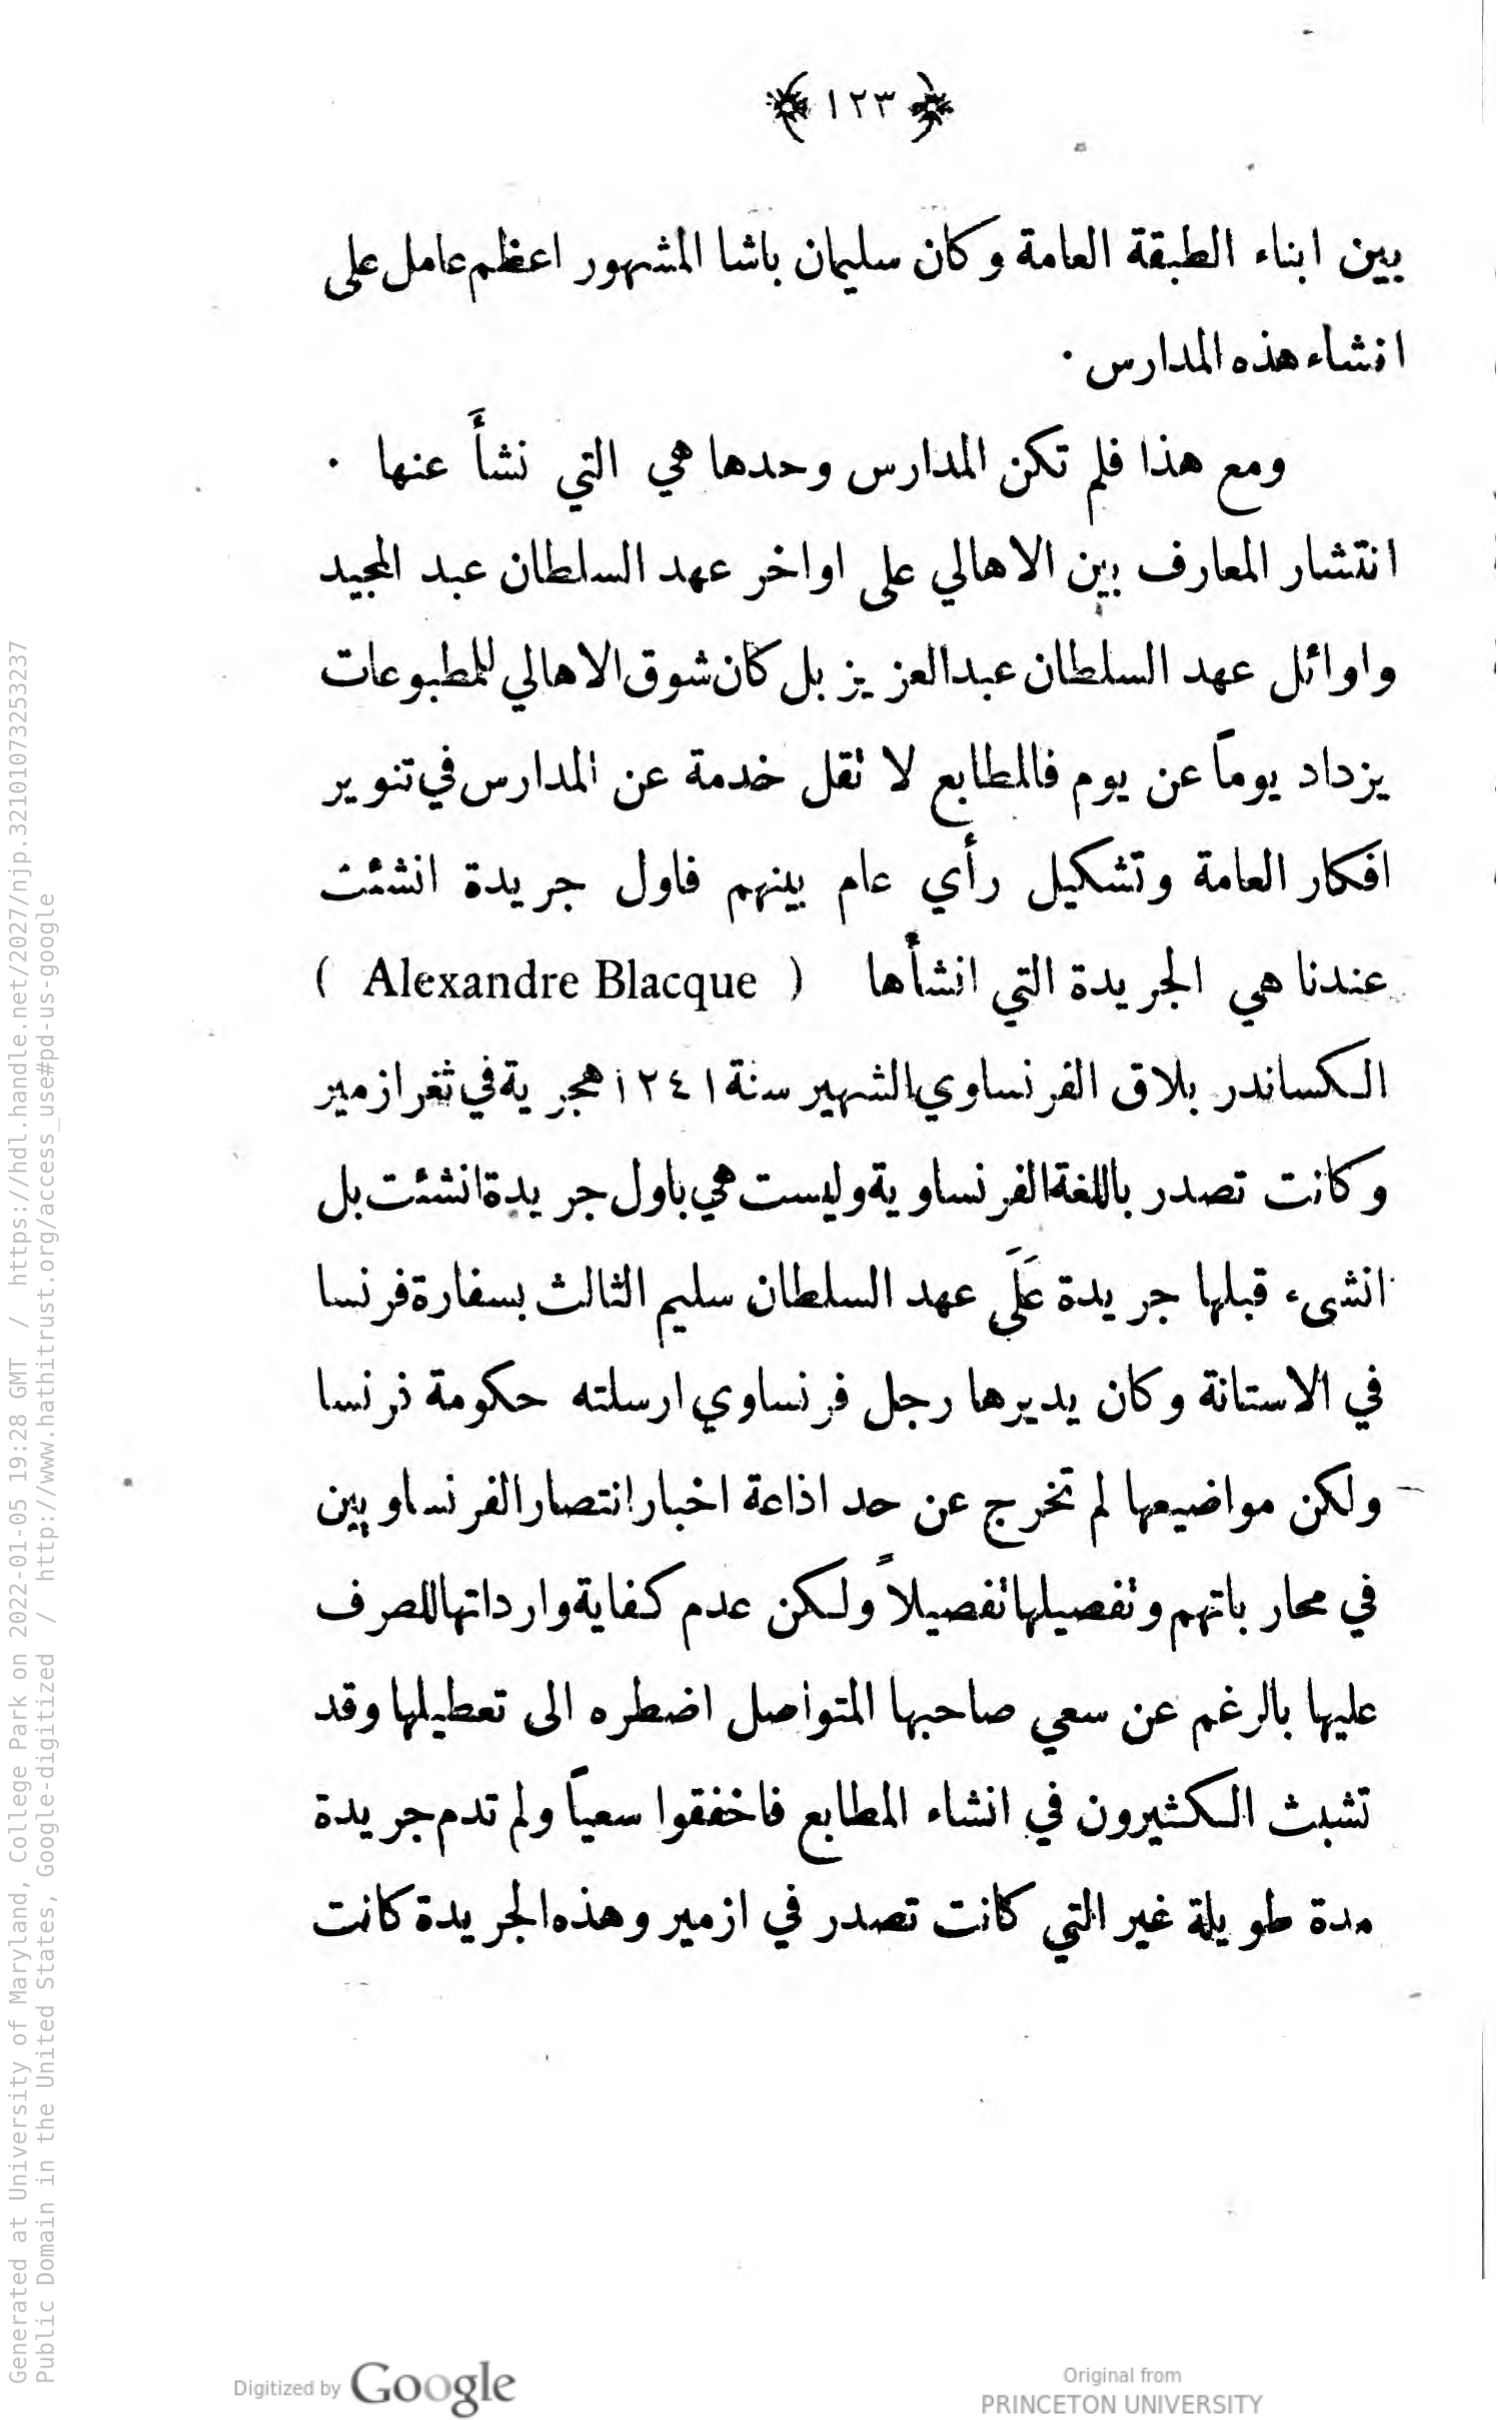 ١٢٣
بين ابناء الطبقة العامة وكان سليمان باشا المشهور اعظم عامل على
انشاء هذه المدارس ·
ومع هذا فلم تكن المدارس وحدها هي التي نشأَ عنها ·
انتشار المعارف بين الاهالي على اواخر عهد السلطان عبد المجيد
واوائل عهد السلطان عبدالعزيز بل كان شوق الاهالي للمطبوعات
يزداد يوماً عن يوم فالمطابع لا تقل خدمة عن المدارس في تنوير
افكار العامة وتشكيل رأي عام بينهم فاول جريدة انشئت
عندنا هي الجريدة التي انشأها ( Alexandre Blacque )
الكساندر بلاق الفرنساوي الشهير سنة ١٢٤١ هجرية في ثغر ازمير
وكانت تصدر باللغة الفرنساوية وليست هي باول جريدة انشئت بل
انشىء قبلها جريدة عَلَى عهد السلطان سليم الثالث بسفارة فرنسا
في الاستانة وكان يديرها رجل فرنساوي ارسلته حكومة فرنسا
ولكن مواضيعها لم تخرج عن حد اذاعة اخبار انتصار الفرنساويين
في محارباتهم وتفصيلها تفصيلاً ولكن عدم كفاية وارداتها للصرف
عليها بالرغم عن سعي صاحبها المتواصل اضطره الى تعطيلها وقد
تشبث الكثيرون في انشاء المطابع فاخفقوا سعياً ولم تدم جريدة
مدة طويلة غير التي كانت تصدر في ازمير وهذه الجريدة كانت
Generated at University of Maryland, College Park on 2022-01-05 19:28 GMT / https://hdl.handle.net/2027/njp.32101073253237
Public Domain in the United States, Google-digitized / http://www.hathitrust.org/access_use#pd-us-google
Digitized by Google
Original from
PRINCETON UNIVERSITY